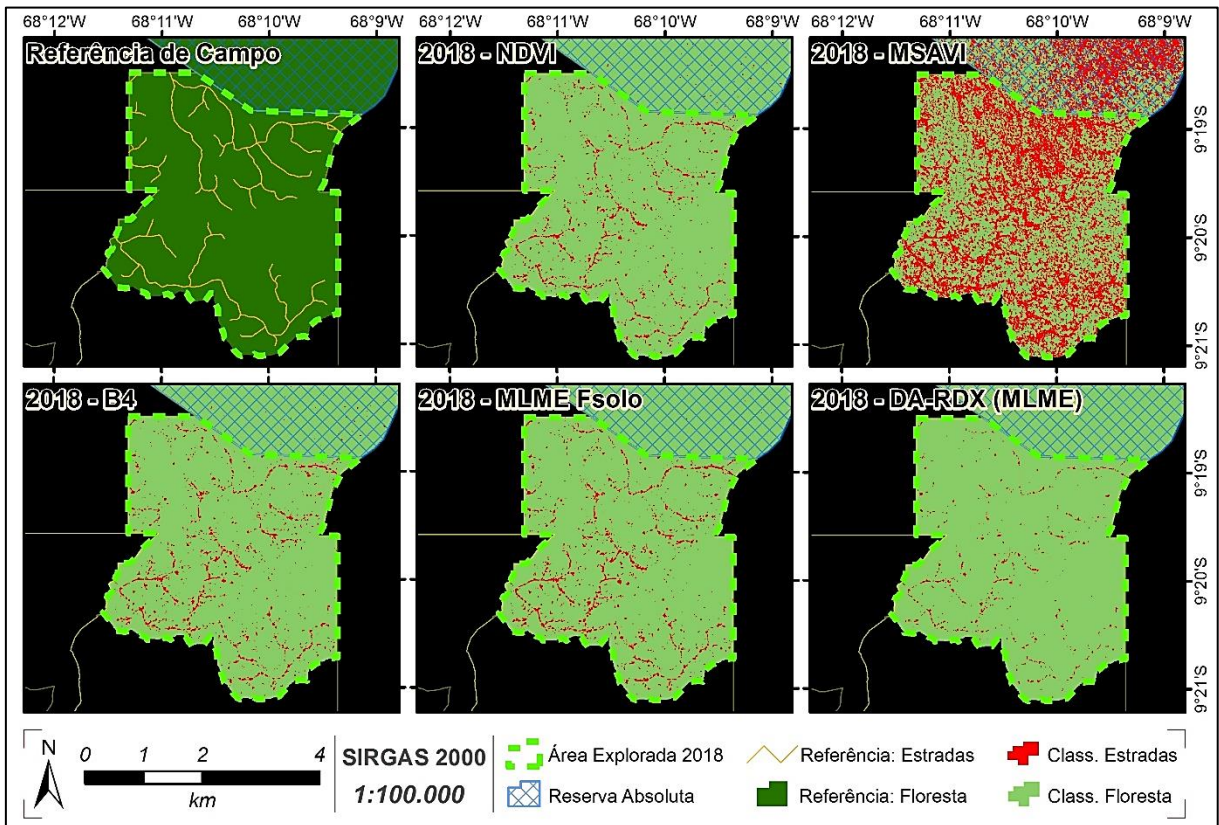 68°12'W 68°11'W 68°10'W 68°9'W 68°12'W 68°11'W 68°10'W 68°9'W 68°12'W 68°11'W 68°10'W 68°9'W
Referência de Campo
2018 - NDVI
2018 - MSAVI
9°19'S
9°20'S
9°21'S
2018 - B4
2018 - MLME Fsolo
2018 - DA-RDX (MLME)
9°19'S
9°20'S
9°21'S
N
0 1 2 4
km
SIRGAS 2000
1:100.000
Área Explorada 2018
Referência: Estradas
Class. Estradas
Reserva Absoluta
Referência: Floresta
Class. Floresta